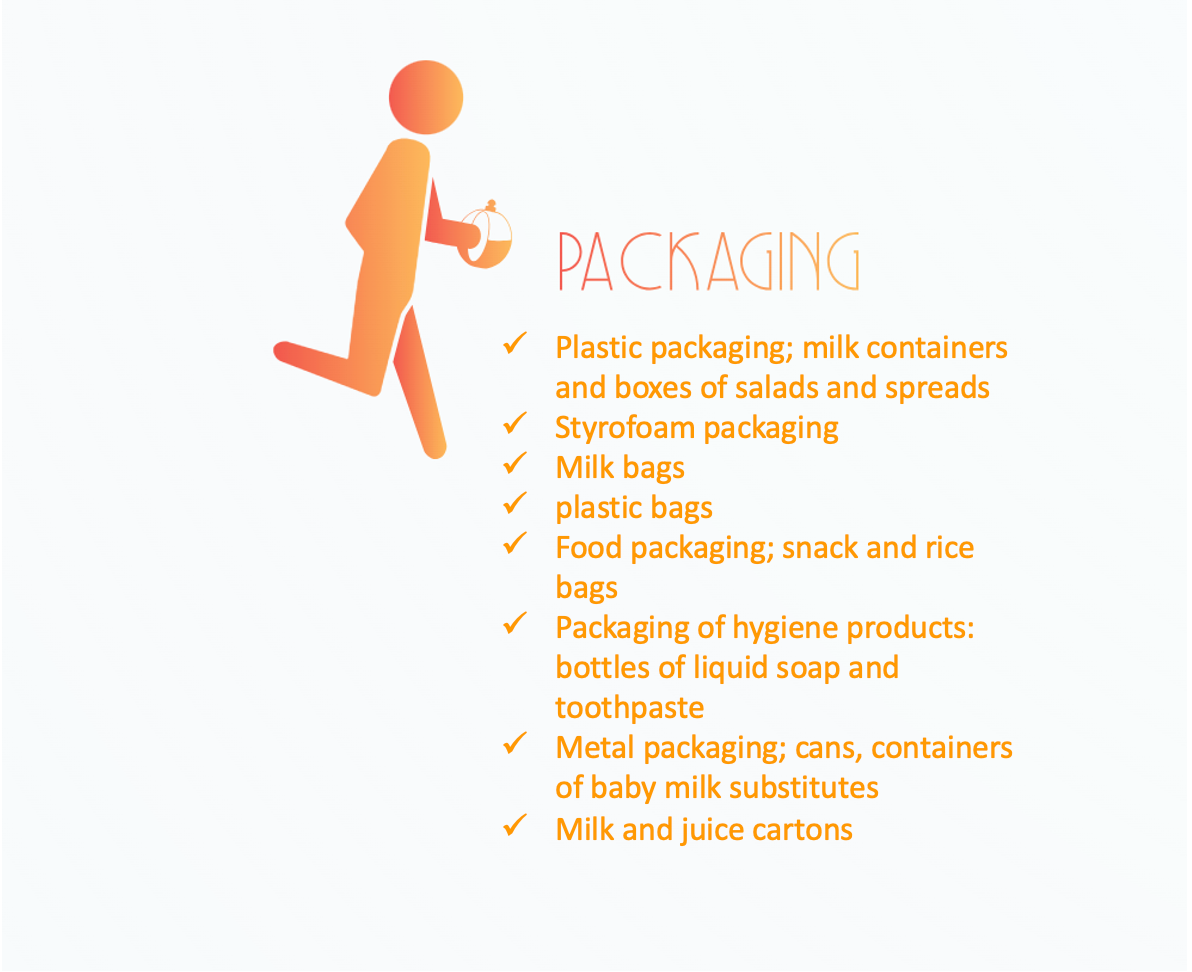 PACKAGING
✓ Plastic packaging; milk containers
and boxes of salads and spreads
✓ Styrofoam packaging
✓ Milk bags
✓ plastic bags
✓ Food packaging; snack and rice
bags
✓ Packaging of hygiene products:
bottles of liquid soap and
toothpaste
✓ Metal packaging; cans, containers
of baby milk substitutes
✓ Milk and juice cartons